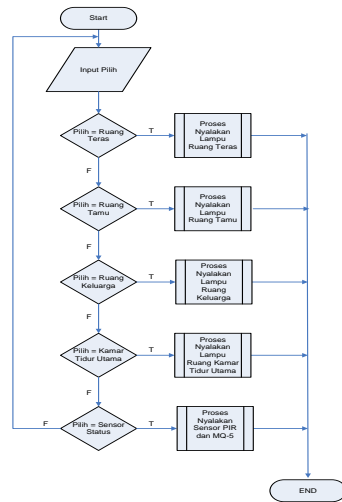 Start
Input Pilih
Pilih = Ruang
Teras
T
Proses
Nyalakan
Lampu
Ruang Teras
F
Pilih = Ruang
Tamu
T
Proses
Nyalakan
Lampu
Ruang Tamu
F
Pilih = Ruang
Keluarga
T
Proses
Nyalakan
Lampu
Ruang
Keluarga
F
Pilih = Kamar
Tidur Utama
T
Proses
Nyalakan
Lampu
Ruang Kamar
Tidur Utama
F
F
Pilih = Sensor
Status
T
Proses
Nyalakan
Sensor PIR
dan MQ-5
END